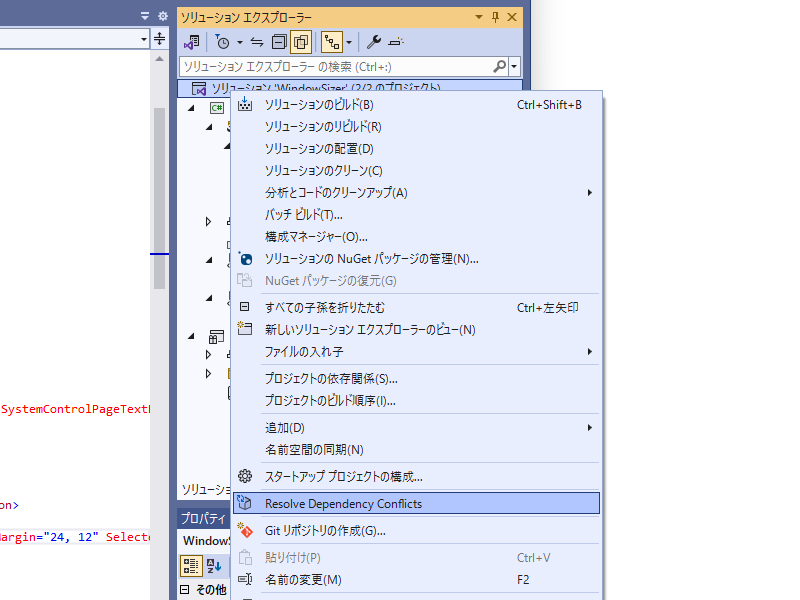 ソリューション エクスプローラー
ソリューション エクスプローラー の検索 (Ctrl+:)
ソリューション 'WindowSizer' (2/2 のプロジェクト)
C#
ソリューションのビルド(B) Ctrl+Shift+B
ソリューションのリビルド(R)
ソリューションの配置(D)
ソリューションのクリーン(C)
分析とコードのクリーンアップ(A)
バッチ ビルド(T)...
構成マネージャー(O)...
ソリューションの NuGet パッケージの管理(N)...
NuGet パッケージの復元(G)
すべての子孫を折りたたむ Ctrl+左矢印
新しいソリューション エクスプローラーのビュー(N)
ファイルの入れ子
プロジェクトの依存関係(S)...
プロジェクトのビルド順序(I)...
追加(D)
名前空間の同期(N)
スタートアップ プロジェクトの構成...
Resolve Dependency Conflicts
Git リポジトリの作成(G)...
貼り付け(P) Ctrl+V
名前の変更(M) F2
SystemControlPageText
on>
argin="24, 12" Select
ソリューショ
プロパティ
Window
その他